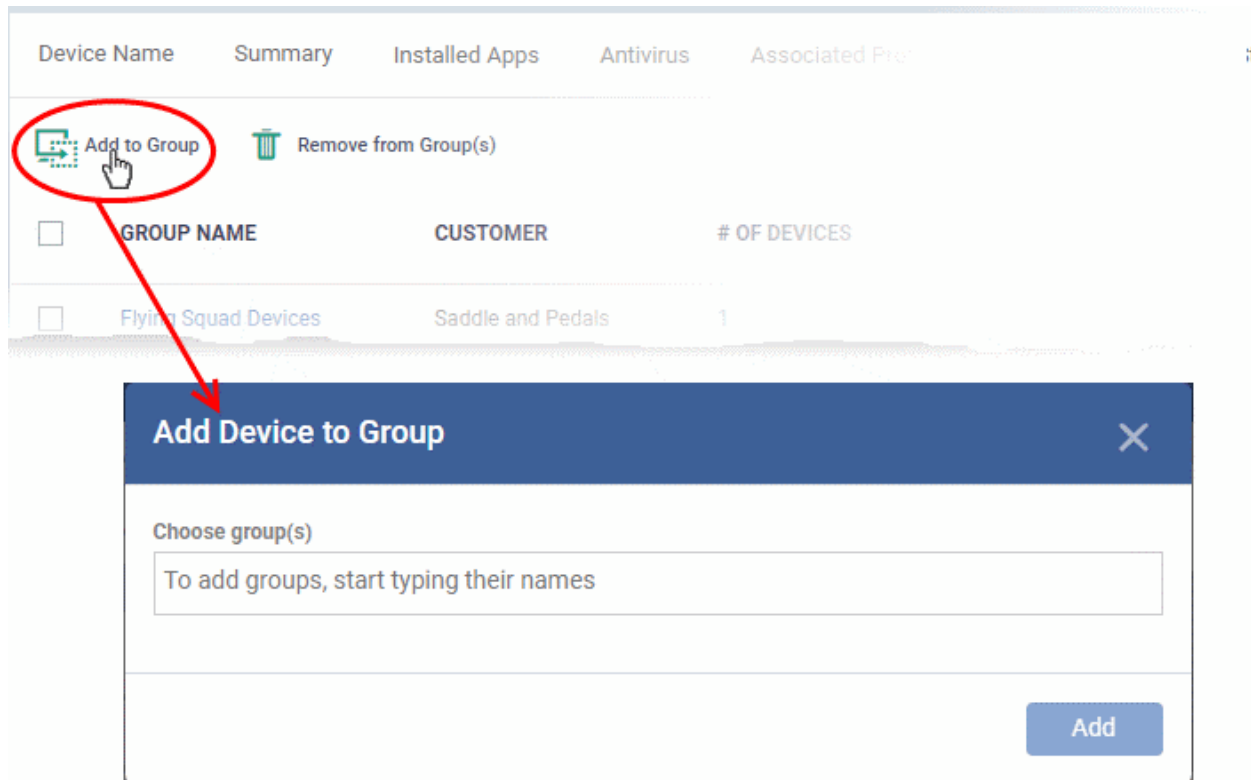 Device Name Summary Installed Apps Antivirus Associated
Add to Group Remove from Group(s)
GROUP NAME CUSTOMER # OF DEVICES
Flying Squad Devices Saddle and Pedals 1
Add Device to Group
Choose group(s)
To add groups, start typing their names
Add